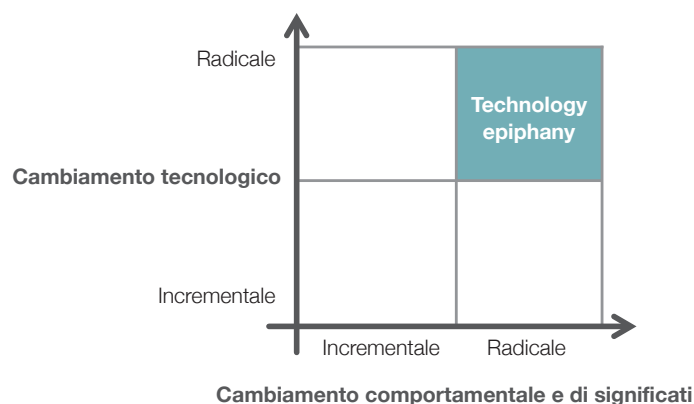 Radicale
Technology
epiphany
Cambiamento tecnologico
Incrementale
Incrementale
Radicale
Cambiamento comportamentale e di significati